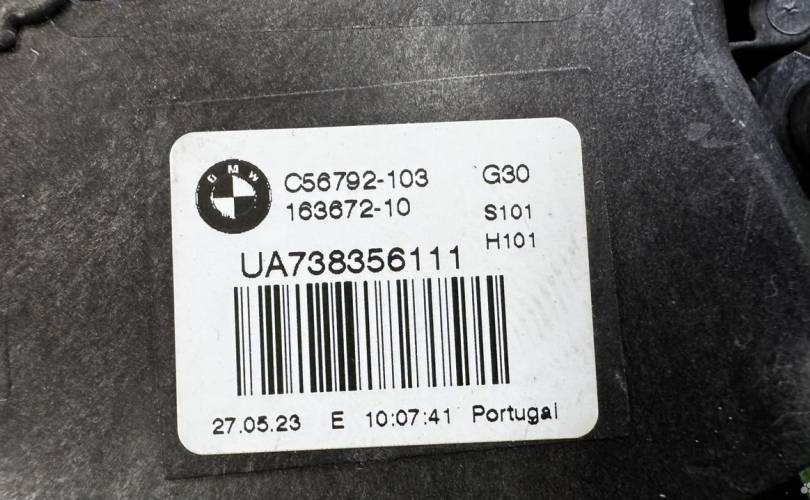 BMW
C56792-103 G30
163672-10 S101
H101
UA738356111
27.05.23 E 10:07:41 Portugal